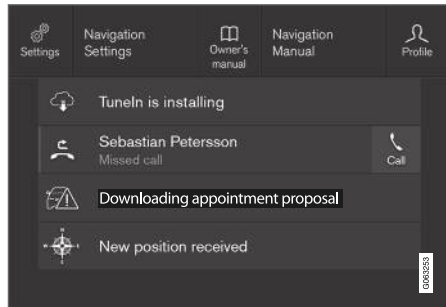 Settings
Navigation
Settings
Owner's
manual
Navigation
Manual
Profile
TuneIn is installing
Sebastian Petersson
Missed call
Call
Downloading appointment proposal
New position received
G063253